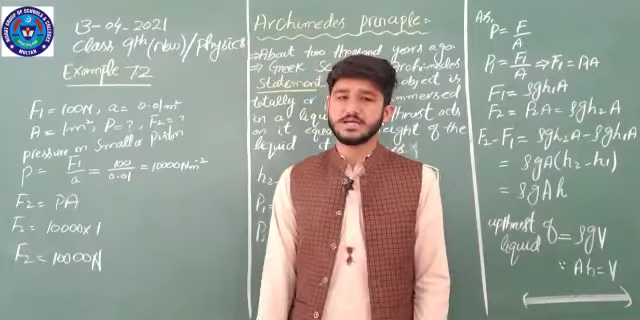 13-04-2021
Class 9th(new)/physics
Example 7.2
F1 = 100N, a = 0.01m²
A = 1m², P = ?, F2 = ?
pressure on Smaller Piston
P = F1/a = 100/0.01 = 10000Nm⁻²
F2 = PA
F2 = 10000×1
F2 = 10000N
Archimedes prenaple:-
⇒ About two thousand years ago
⇒ Greek
Statement object is
totally or immersed
in a liquid thrust acts
on it equal weight of the
liquid it
h2-
P1 =
As,
P = F/A
P1 = F1/A ⇒ F1 = P1A
F1 = ρgh1A
F2 = P2A = ρgh2A
F2-F1 = ρgh2A - ρgh1A
= ρgA(h2-h1)
= ρgAh
upthrust of liquid = ρgV
∵ Ah = V
MULTAN